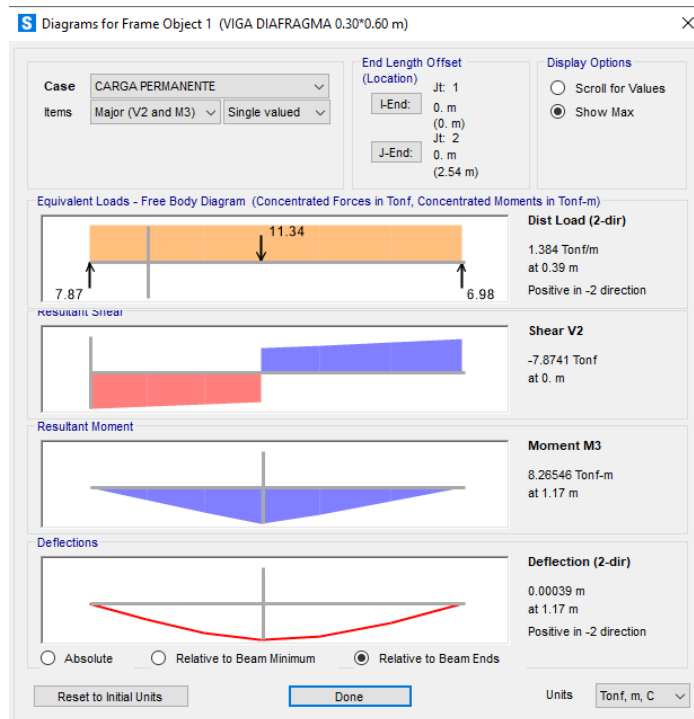 S Diagrams for Frame Object 1 (VIGA DIAFRAGMA 0.30*0.60 m)
Case CARGA PERMANENTE
Items Major (V2 and M3) Single valued
End Length Offset
(Location)
Jt: 1
I-End: 0. m
(0. m)
Jt: 2
J-End: 0. m
(2.54 m)
Display Options
Scroll for Values
Show Max
Equivalent Loads - Free Body Diagram (Concentrated Forces in Tonf, Concentrated Moments in Tonf-m)
11.34
7.87
6.98
Dist Load (2-dir)
1.384 Tonf/m
at 0.39 m
Positive in -2 direction
Resultant Shear
Shear V2
-7.8741 Tonf
at 0. m
Resultant Moment
Moment M3
8.26546 Tonf-m
at 1.17 m
Deflections
Deflection (2-dir)
0.00039 m
at 1.17 m
Positive in -2 direction
Absolute Relative to Beam Minimum Relative to Beam Ends
Reset to Initial Units Done Units Tonf, m, C